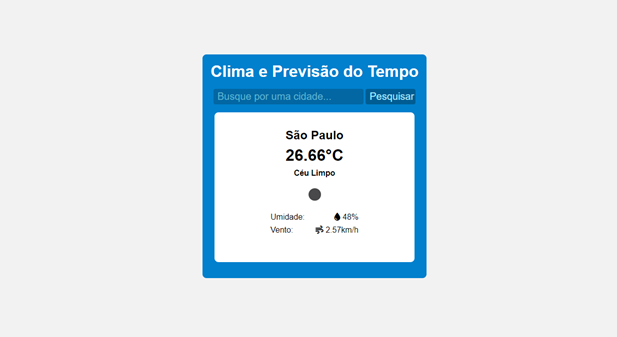 Clima e Previsão do Tempo
Busque por uma cidade... Pesquisar
São Paulo
26.66°C
Céu Limpo
Umidade: 48%
Vento: 2.57km/h